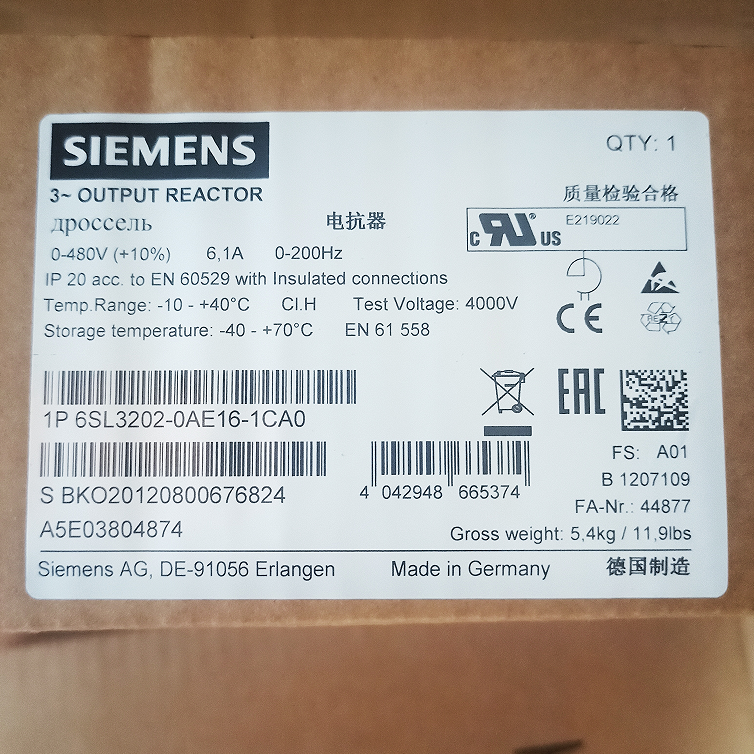 SIEMENS
QTY: 1
3~ OUTPUT REACTOR
质量检验合格
дроссель 电抗器
E219022
c RU ® US
0-480V (+10%) 6,1A 0-200Hz
IP 20 acc. to EN 60529 with Insulated connections
Temp.Range: -10 - +40°C Cl.H Test Voltage: 4000V
CE
Storage temperature: -40 - +70°C EN 61 558
1P 6SL3202-0AE16-1CA0
EAC
FS: A01
S BKO20120800676824
4 042948 665374
B 1207109
FA-Nr.: 44877
A5E03804874
Gross weight: 5,4kg / 11,9lbs
Siemens AG, DE-91056 Erlangen Made in Germany 德国制造